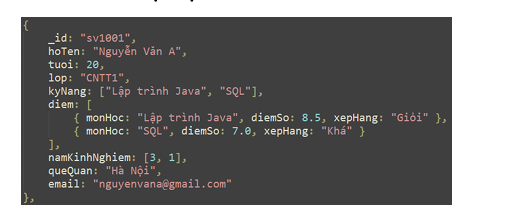 {
_id: "sv1001",
hoTen: "Nguyễn Văn A",
tuoi: 20,
lop: "CNTT1",
kyNang: ["Lập trình Java", "SQL"],
diem: [
{ monHoc: "Lập trình Java", diemSo: 8.5, xepHang: "Giỏi" },
{ monHoc: "SQL", diemSo: 7.0, xepHang: "Khá" }
],
namKinhNghiem: [3, 1],
queQuan: "Hà Nội",
email: "nguyenvana@gmail.com"
},